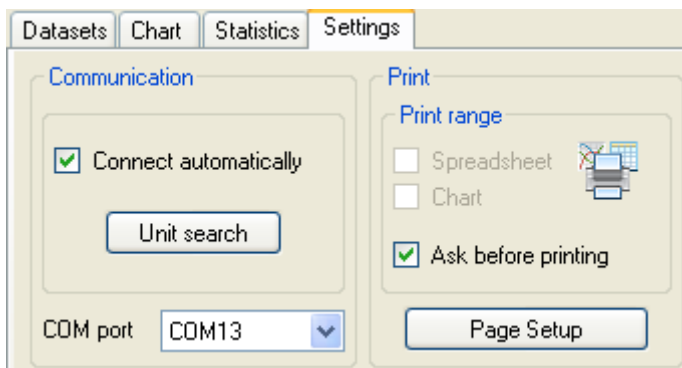 Datasets Chart Statistics Settings
Communication
Connect automatically
Unit search
COM port COM13
Print
Print range
Spreadsheet
Chart
Ask before printing
Page Setup